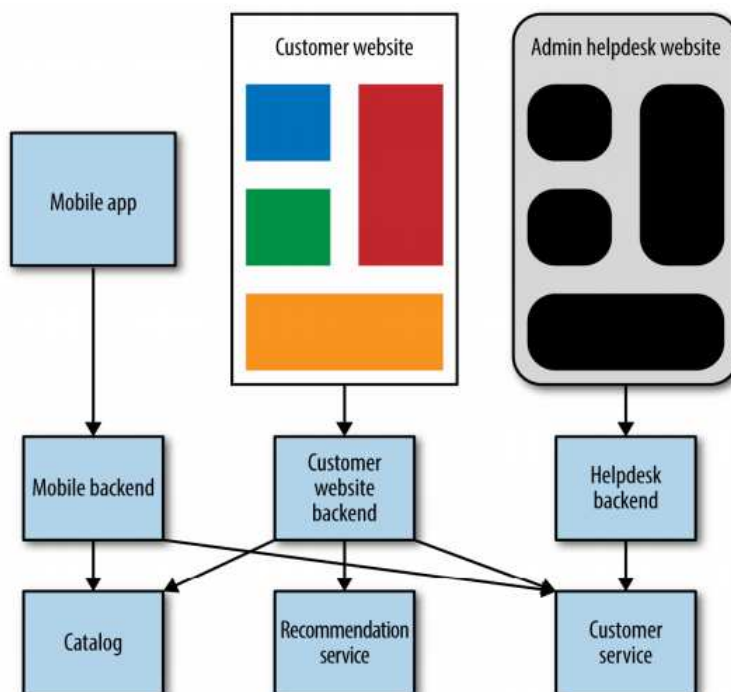 Customer website
Admin helpdesk website
Mobile app
Mobile backend
Customer
website
backend
Helpdesk
backend
Catalog
Recommendation
service
Customer
service